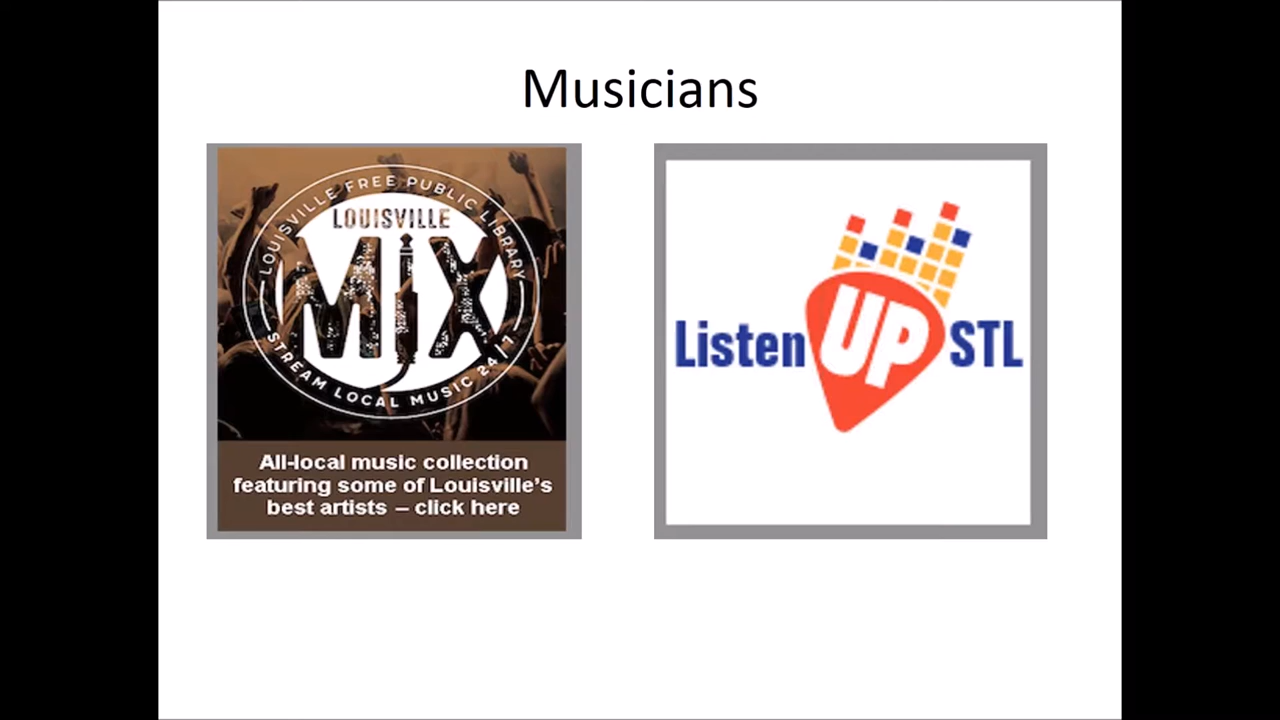 Musicians
LOUISVILLE FREE PUBLIC LIBRARY
LOUISVILLE
MiX
STREAM LOCAL MUSIC 24/7
All-local music collection
featuring some of Louisville's
best artists – click here
Listen UP STL